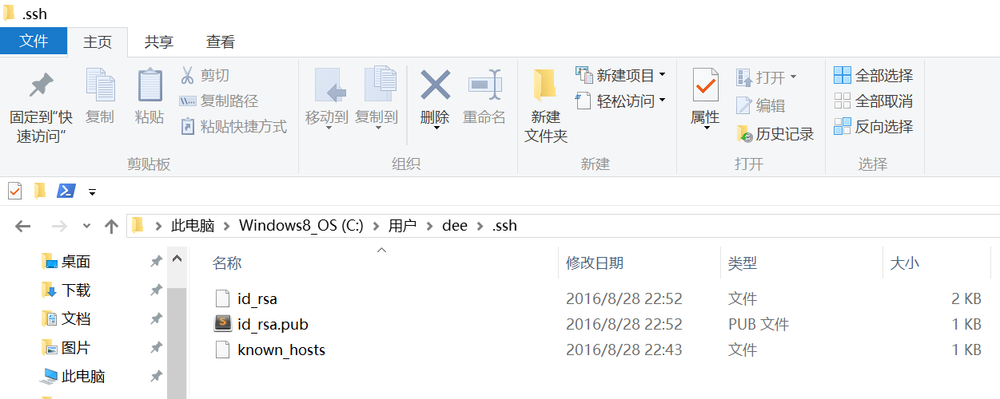 .ssh
文件 主页 共享 查看
固定到“快速访问”
复制
粘贴
剪切
复制路径
粘贴快捷方式
剪贴板
移动到
复制到
删除
重命名
组织
新建
文件夹
新建项目
轻松访问
新建
属性
打开
编辑
历史记录
打开
全部选择
全部取消
反向选择
选择
此电脑 Windows8_OS (C:) 用户 dee .ssh
桌面
下载
文档
图片
此电脑
名称 修改日期 类型 大小
id_rsa 2016/8/28 22:52 文件 2 KB
id_rsa.pub 2016/8/28 22:52 PUB 文件 1 KB
known_hosts 2016/8/28 22:43 文件 1 KB